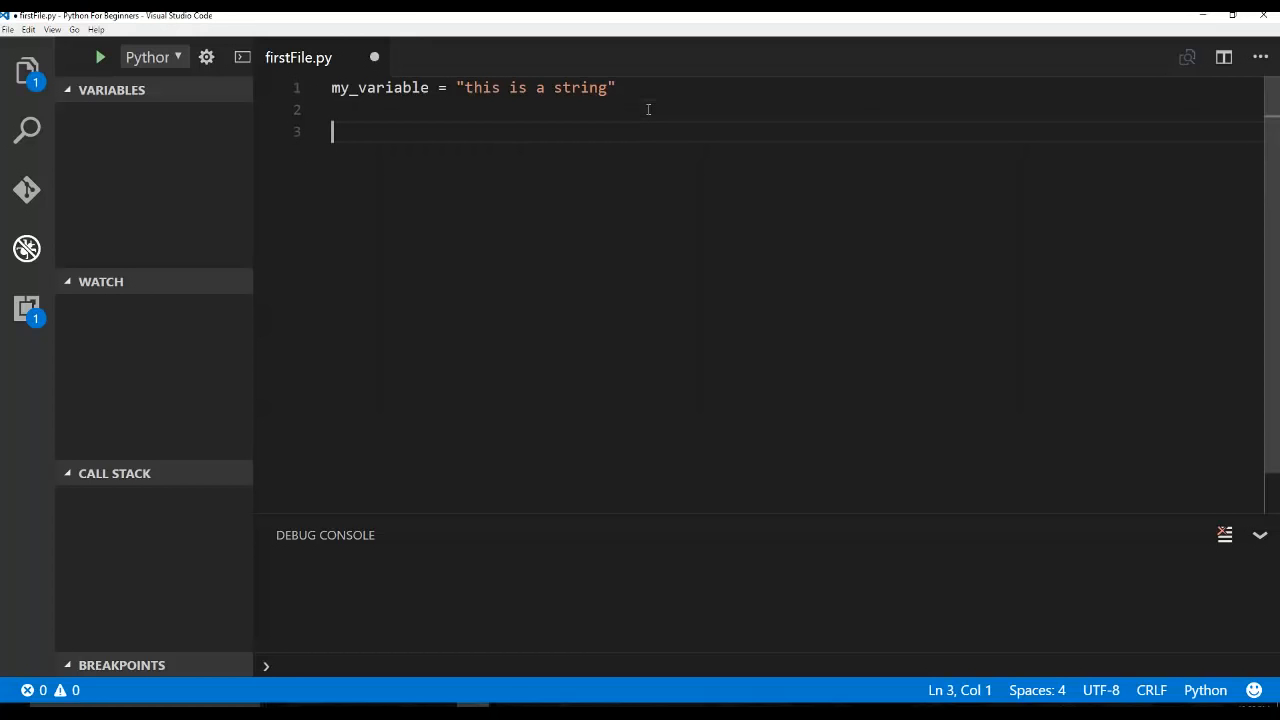 • firstFile.py - Python For Beginners - Visual Studio Code
File Edit View Go Help
Python
firstFile.py
1
VARIABLES
1 my_variable = "this is a string"
2
3
WATCH
1
CALL STACK
DEBUG CONSOLE
BREAKPOINTS
0 0
Ln 3, Col 1 Spaces: 4 UTF-8 CRLF Python